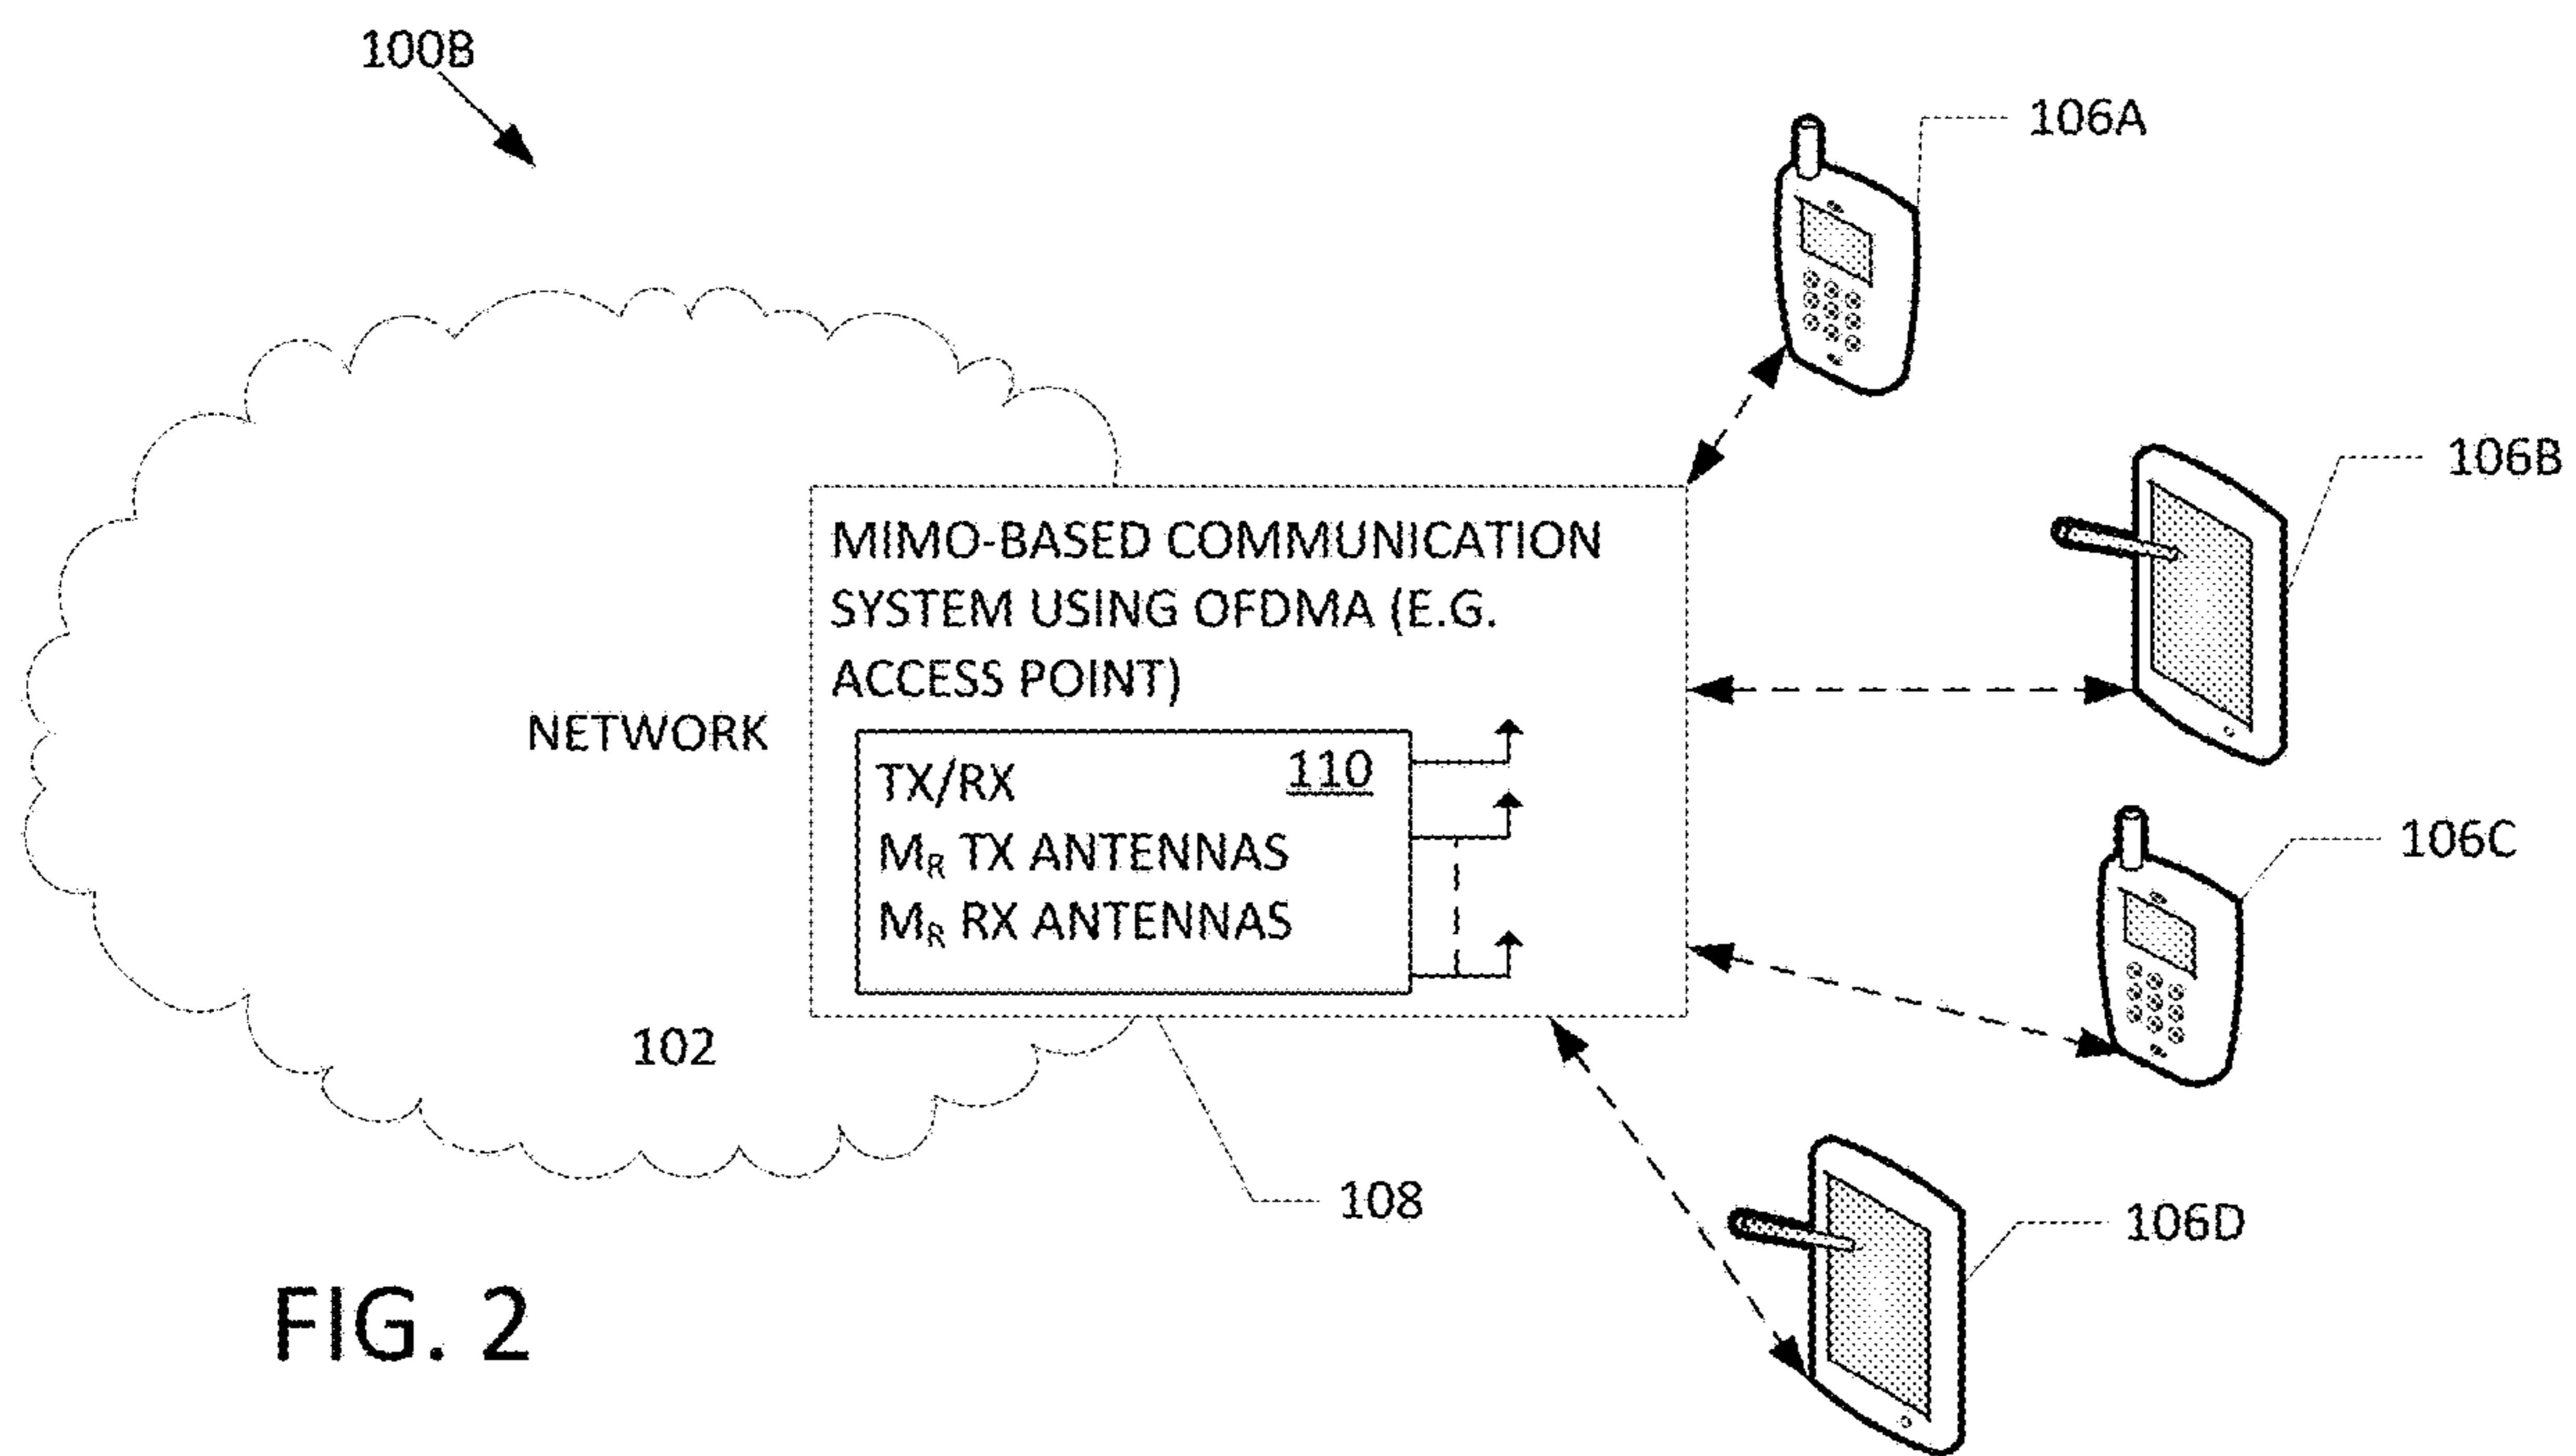 100B
106A
106B
MIMO-BASED COMMUNICATION
SYSTEM USING OFDMA (E.G.
ACCESS POINT)
NETWORK
TX/RX 110
MR TX ANTENNAS
MR RX ANTENNAS
106C
102
108
106D
FIG. 2